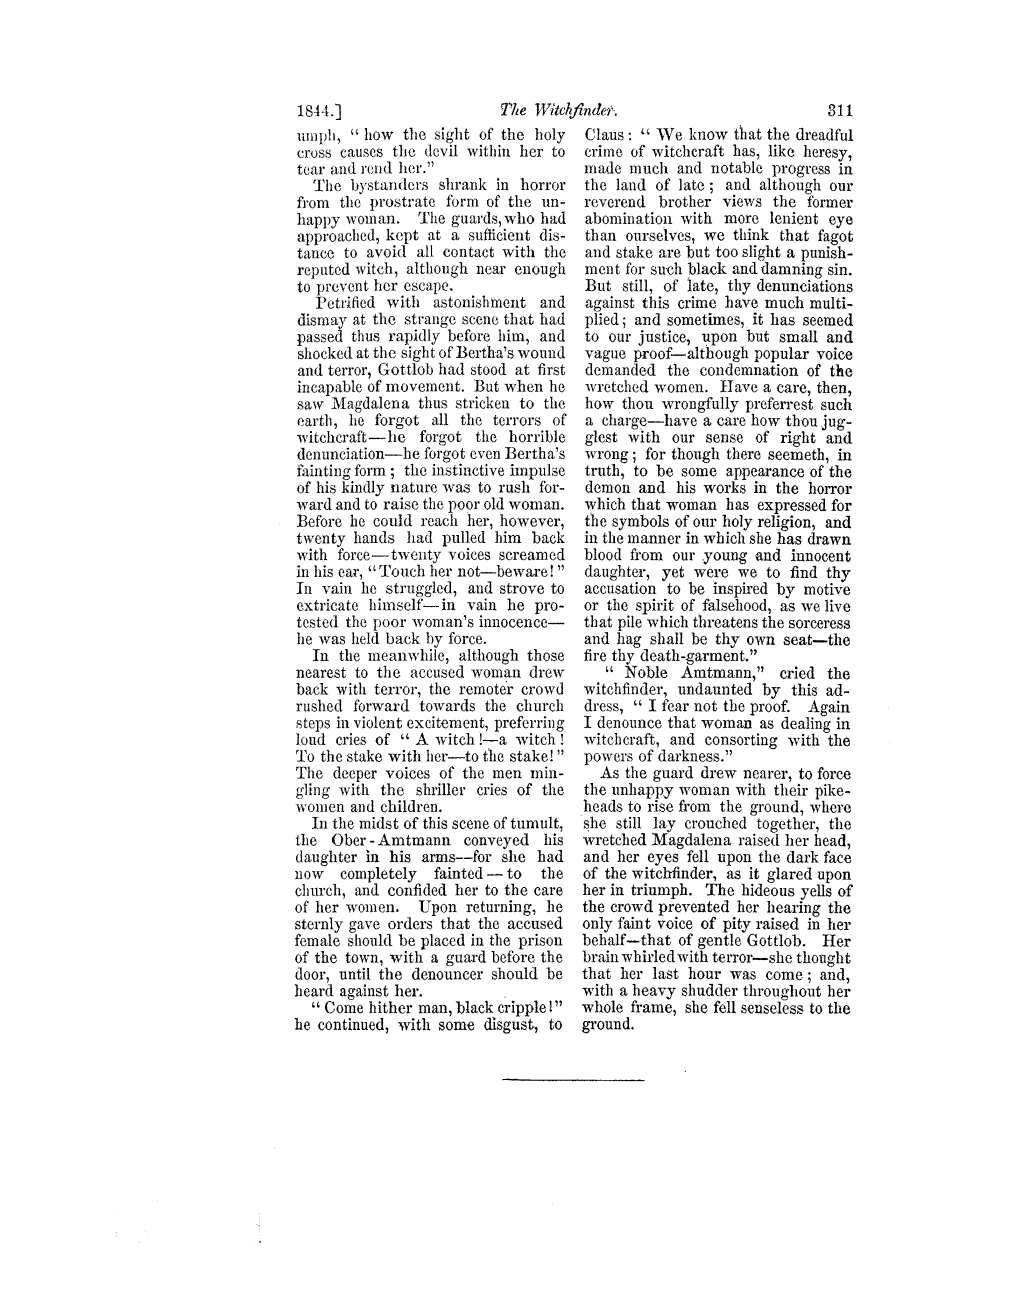 1844.] The Witchfinder. 311
umph, " how the sight of the holy
cross causes the devil within her to
tear and rend her."
The bystanders shrank in horror
from the prostrate form of the un-
happy woman. The guards, who had
approached, kept at a sufficient dis-
tance to avoid all contact with the
reputed witch, although near enough
to prevent her escape.
Petrified with astonishment and
dismay at the strange scene that had
passed thus rapidly before him, and
shocked at the sight of Bertha's wound
and terror, Gottlob had stood at first
incapable of movement. But when he
saw Magdalena thus stricken to the
earth, he forgot all the terrors of
witchcraft—he forgot the horrible
denunciation—he forgot even Bertha's
fainting form ; the instinctive impulse
of his kindly nature was to rush for-
ward and to raise the poor old woman.
Before he could reach her, however,
twenty hands had pulled him back
with force—twenty voices screamed
in his ear, "Touch her not—beware!"
In vain he struggled, and strove to
extricate himself—in vain he pro-
tested the poor woman's innocence—
he was held back by force.
In the meanwhile, although those
nearest to the accused woman drew
back with terror, the remoter crowd
rushed forward towards the church
steps in violent excitement, preferring
loud cries of " A witch !—a witch !
To the stake with her—to the stake!"
The deeper voices of the men min-
gling with the shriller cries of the
women and children.
In the midst of this scene of tumult,
the Ober-Amtmann conveyed his
daughter in his arms—for she had
now completely fainted—to the
church, and confided her to the care
of her women. Upon returning, he
sternly gave orders that the accused
female should be placed in the prison
of the town, with a guard before the
door, until the denouncer should be
heard against her.
" Come hither man, black cripple!"
he continued, with some disgust, to
Claus : " We know that the dreadful
crime of witchcraft has, like heresy,
made much and notable progress in
the land of late ; and although our
reverend brother views the former
abomination with more lenient eye
than ourselves, we think that fagot
and stake are but too slight a punish-
ment for such black and damning sin.
But still, of late, thy denunciations
against this crime have much multi-
plied ; and sometimes, it has seemed
to our justice, upon but small and
vague proof—although popular voice
demanded the condemnation of the
wretched women. Have a care, then,
how thou wrongfully preferrest such
a charge—have a care how thou jug-
glest with our sense of right and
wrong ; for though there seemeth, in
truth, to be some appearance of the
demon and his works in the horror
which that woman has expressed for
the symbols of our holy religion, and
in the manner in which she has drawn
blood from our young and innocent
daughter, yet were we to find thy
accusation to be inspired by motive
or the spirit of falsehood, as we live
that pile which threatens the sorceress
and hag shall be thy own seat—the
fire thy death-garment."
" Noble Amtmann," cried the
witchfinder, undaunted by this ad-
dress, " I fear not the proof. Again
I denounce that woman as dealing in
witchcraft, and consorting with the
powers of darkness."
As the guard drew nearer, to force
the unhappy woman with their pike-
heads to rise from the ground, where
she still lay crouched together, the
wretched Magdalena raised her head,
and her eyes fell upon the dark face
of the witchfinder, as it glared upon
her in triumph. The hideous yells of
the crowd prevented her hearing the
only faint voice of pity raised in her
behalf—that of gentle Gottlob. Her
brain whirled with terror—she thought
that her last hour was come ; and,
with a heavy shudder throughout her
whole frame, she fell senseless to the
ground.